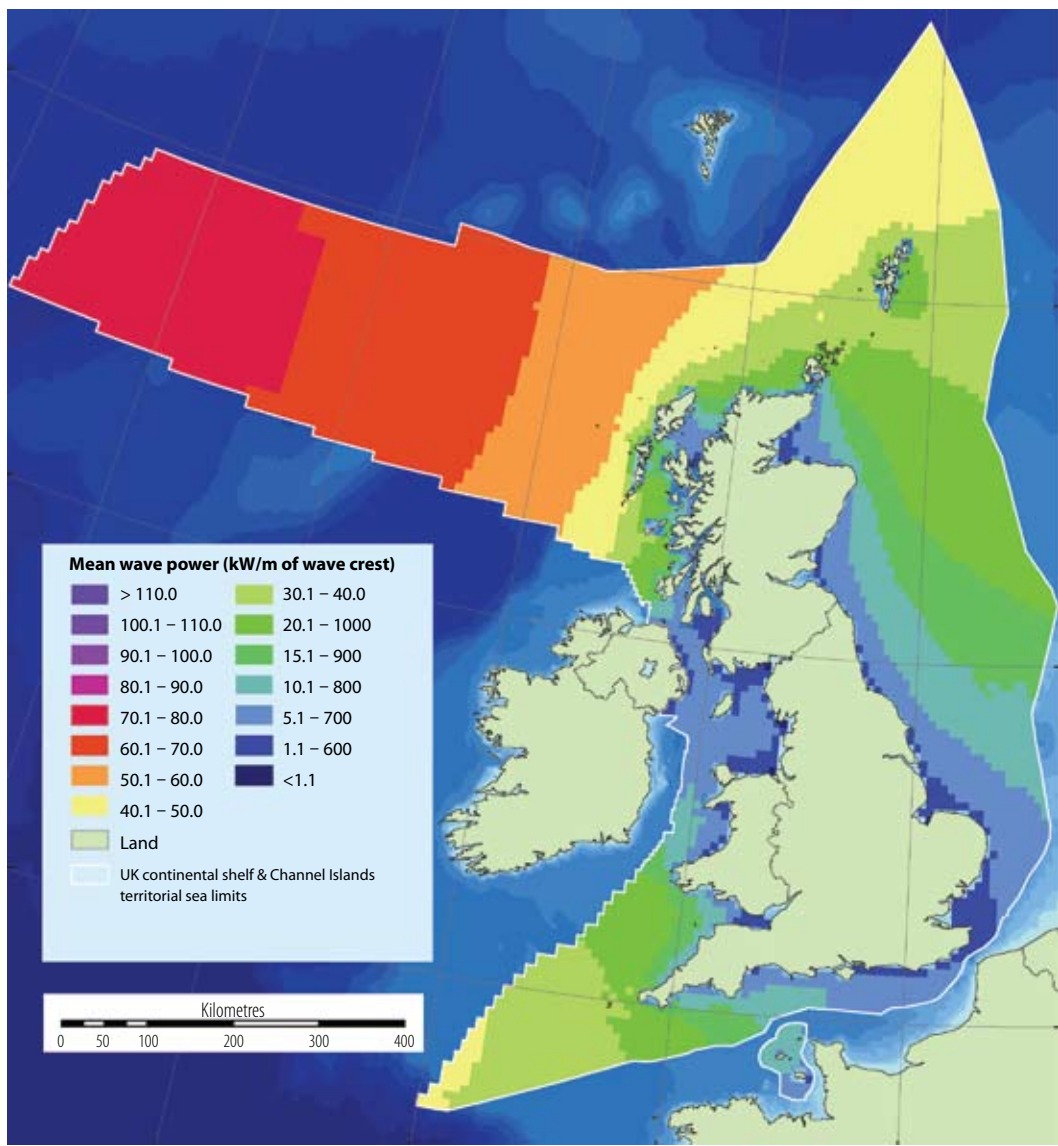 Mean wave power (kW/m of wave crest)
> 110.0
100.1 – 110.0
90.1 – 100.0
80.1 – 90.0
70.1 – 80.0
60.1 – 70.0
50.1 – 60.0
40.1 – 50.0
30.1 – 40.0
20.1 – 1000
15.1 – 900
10.1 – 800
5.1 – 700
1.1 – 600
<1.1
Land
UK continental shelf & Channel Islands
territorial sea limits
Kilometres
0 50 100 200 300 400